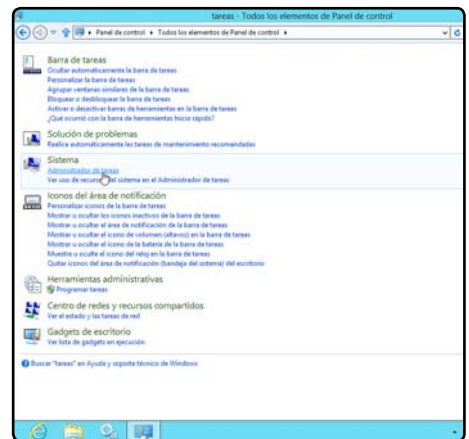 tareas - Todos los elementos de Panel de control
Panel de control ▸ Todos los elementos de Panel de control ▸
Barra de tareas
Ocultar automáticamente la barra de tareas
Personalizar la barra de tareas
Agrupar ventanas similares de la barra de tareas
Bloquear o desbloquear la barra de tareas
Activar o desactivar barras de herramientas en la barra de tareas
¿Qué ocurrió con la barra de herramientas Inicio rápido?
Solución de problemas
Realice automáticamente las tareas de mantenimiento recomendadas
Sistema
Administrador de tareas
Ver uso de recursos del sistema en el Administrador de tareas
Iconos del área de notificación
Personalizar iconos de la barra de tareas
Mostrar u ocultar los iconos inactivos de la barra de tareas
Mostrar u ocultar el área de notificación de la barra de tareas
Mostrar u ocultar el icono de volumen (altavoz) en la barra de tareas
Mostrar u ocultar el icono de la batería de la barra de tareas
Muestre u oculte el icono del reloj en la barra de tareas
Quitar iconos del área de notificación (bandeja del sistema) del escritorio
Herramientas administrativas
Programar tareas
Centro de redes y recursos compartidos
Ver el estado y las tareas de red
Gadgets de escritorio
Ver lista de gadgets en ejecución
Buscar "tareas" en Ayuda y soporte técnico de Windows